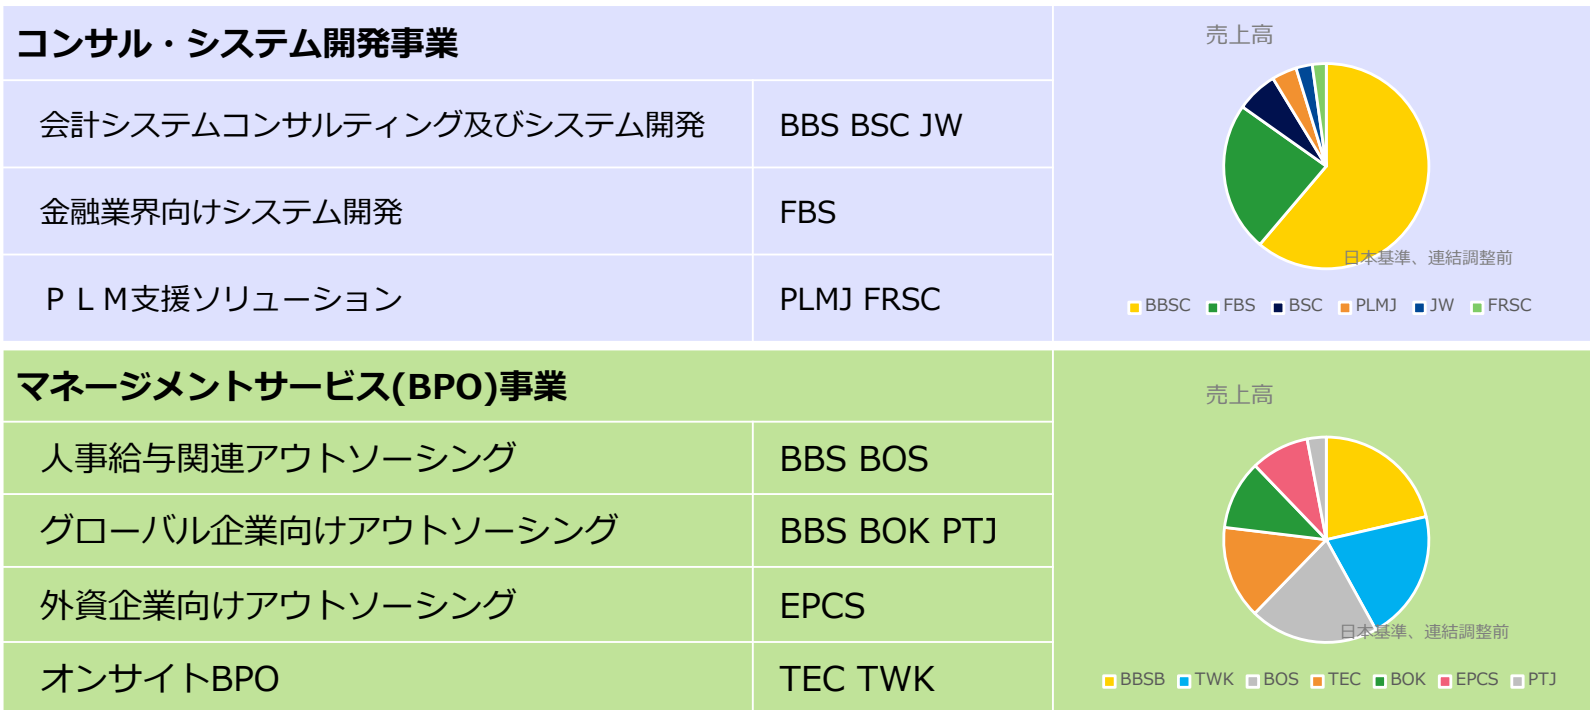 コンサル・システム開発事業
会計システムコンサルティング及びシステム開発 BBS BSC JW
金融業界向けシステム開発 FBS
ＰＬＭ支援ソリューション PLMJ FRSC
売上高
日本基準、連結調整前
BBSC FBS BSC PLMJ JW FRSC
マネージメントサービス(BPO)事業
人事給与関連アウトソーシング BBS BOS
グローバル企業向けアウトソーシング BBS BOK PTJ
外資企業向けアウトソーシング EPCS
オンサイトBPO TEC TWK
売上高
日本基準、連結調整前
BBSB TWK BOS TEC BOK EPCS PTJ